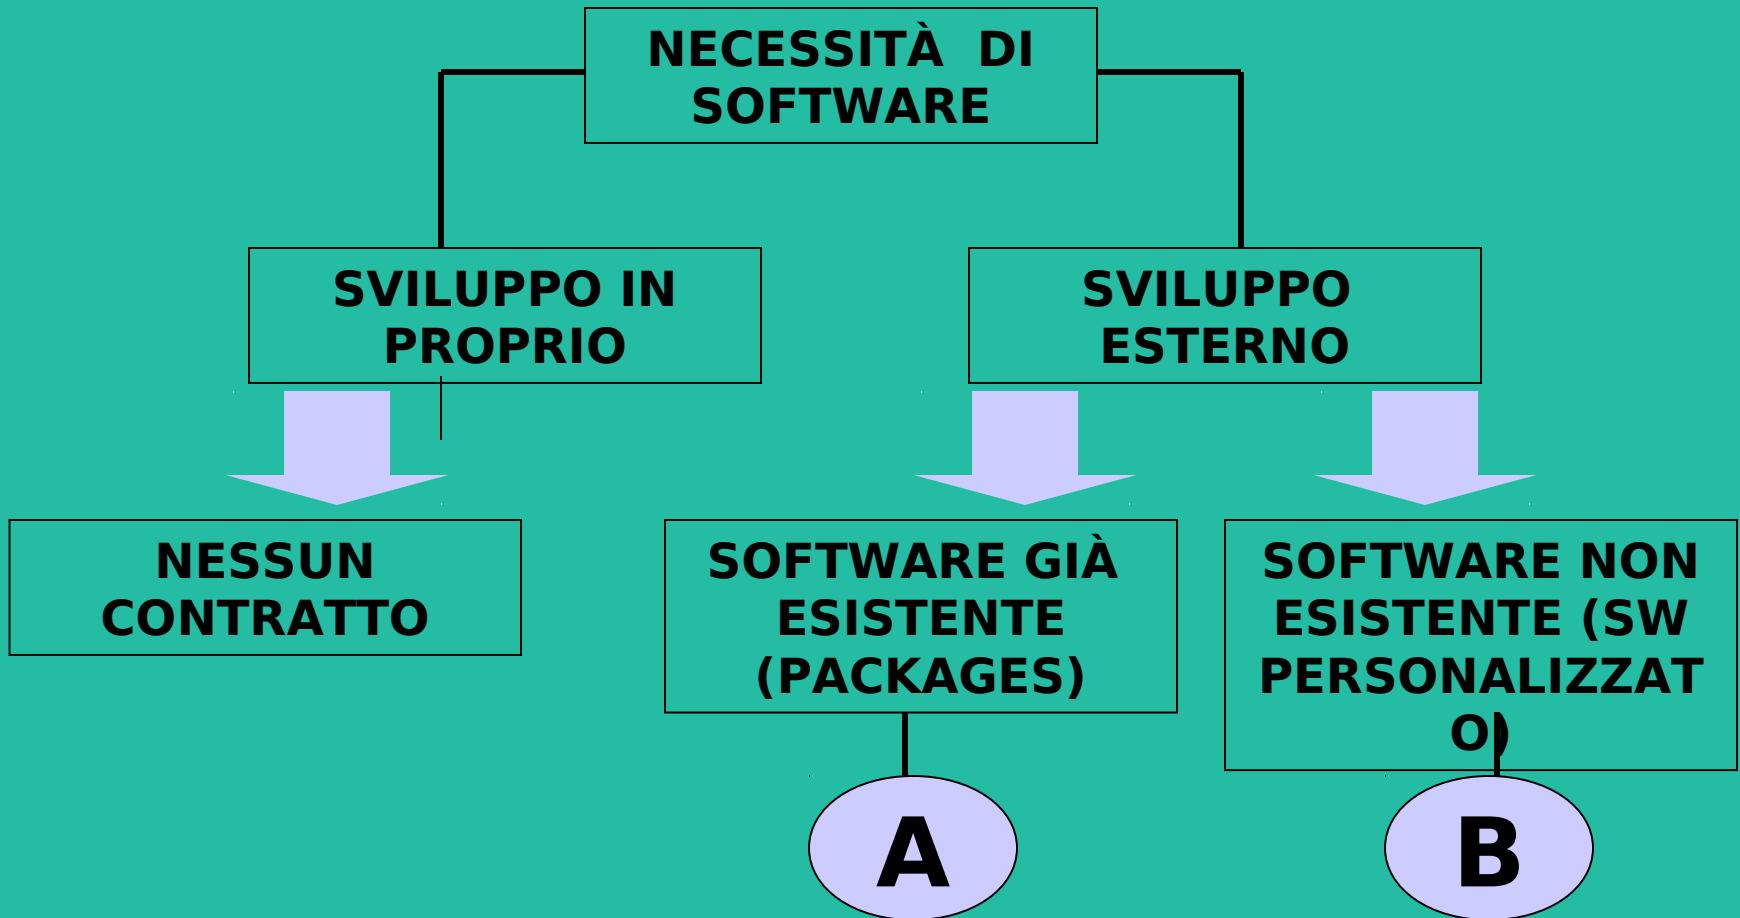 NECESSITÀ DI
SOFTWARE
SVILUPPO IN
PROPRIO
SVILUPPO
ESTERNO
NESSUN
CONTRATTO
SOFTWARE GIÀ
ESISTENTE
(PACKAGES)
SOFTWARE NON
ESISTENTE (SW
PERSONALIZZAT
O)
A
B